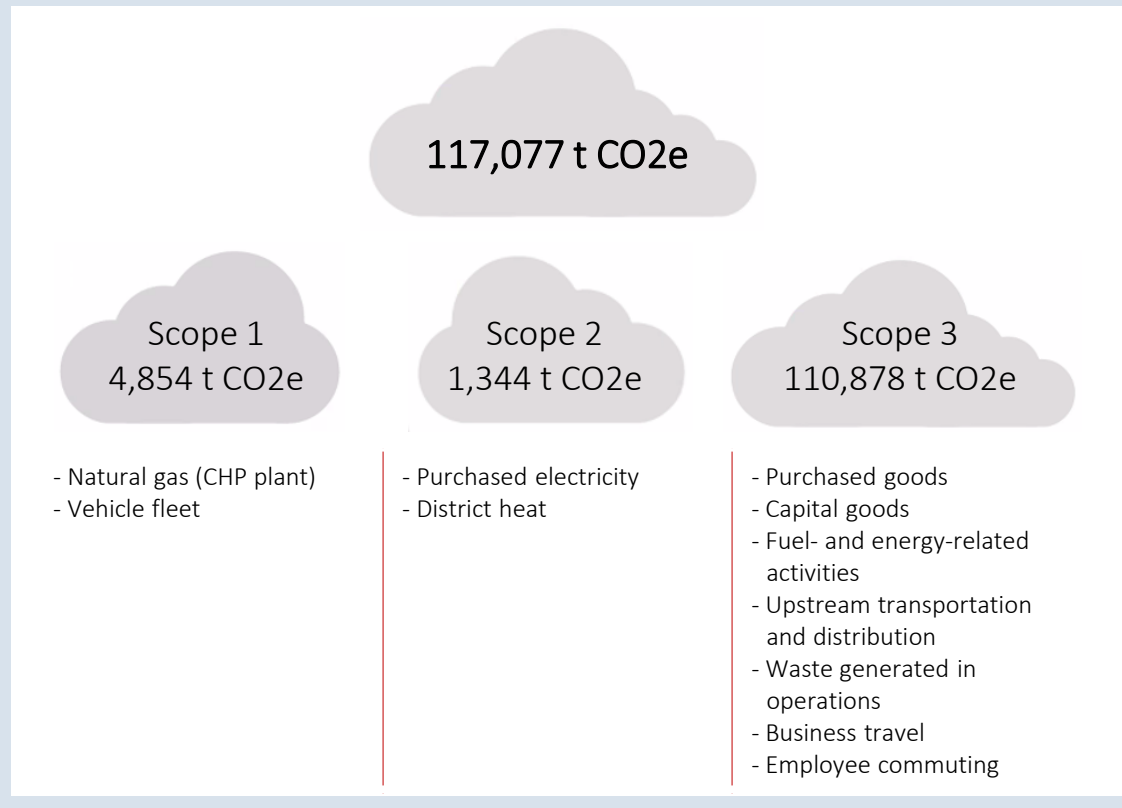 117,077 t CO2e
Scope 1
4,854 t CO2e
Scope 2
1,344 t CO2e
Scope 3
110,878 t CO2e
- Natural gas (CHP plant)
- Vehicle fleet
- Purchased electricity
- District heat
- Purchased goods
- Capital goods
- Fuel- and energy-related
activities
- Upstream transportation
and distribution
- Waste generated in
operations
- Business travel
- Employee commuting